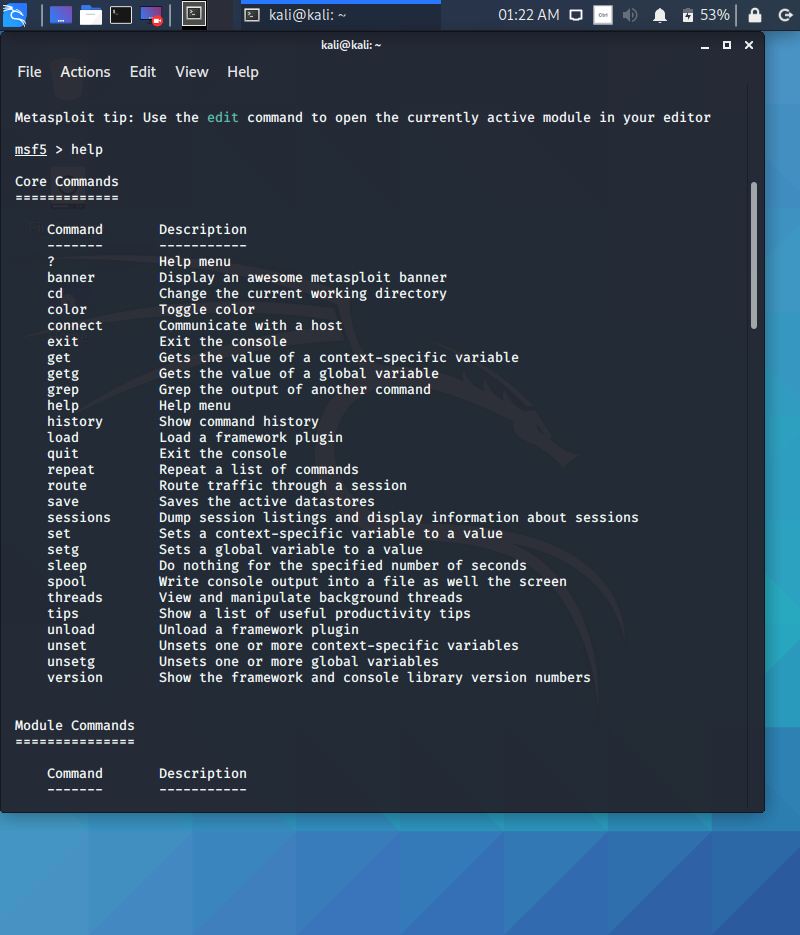 kali@kali: ~
01:22 AM
Ctrl
53%
kali@kali: ~
File Actions Edit View Help
Metasploit tip: Use the edit command to open the currently active module in your editor
msf5 > help
Core Commands
=============
Command Description
------- -----------
? Help menu
banner Display an awesome metasploit banner
cd Change the current working directory
color Toggle color
connect Communicate with a host
exit Exit the console
get Gets the value of a context-specific variable
getg Gets the value of a global variable
grep Grep the output of another command
help Help menu
history Show command history
load Load a framework plugin
quit Exit the console
repeat Repeat a list of commands
route Route traffic through a session
save Saves the active datastores
sessions Dump session listings and display information about sessions
set Sets a context-specific variable to a value
setg Sets a global variable to a value
sleep Do nothing for the specified number of seconds
spool Write console output into a file as well the screen
threads View and manipulate background threads
tips Show a list of useful productivity tips
unload Unload a framework plugin
unset Unsets one or more context-specific variables
unsetg Unsets one or more global variables
version Show the framework and console library version numbers
Module Commands
===============
Command Description
------- -----------